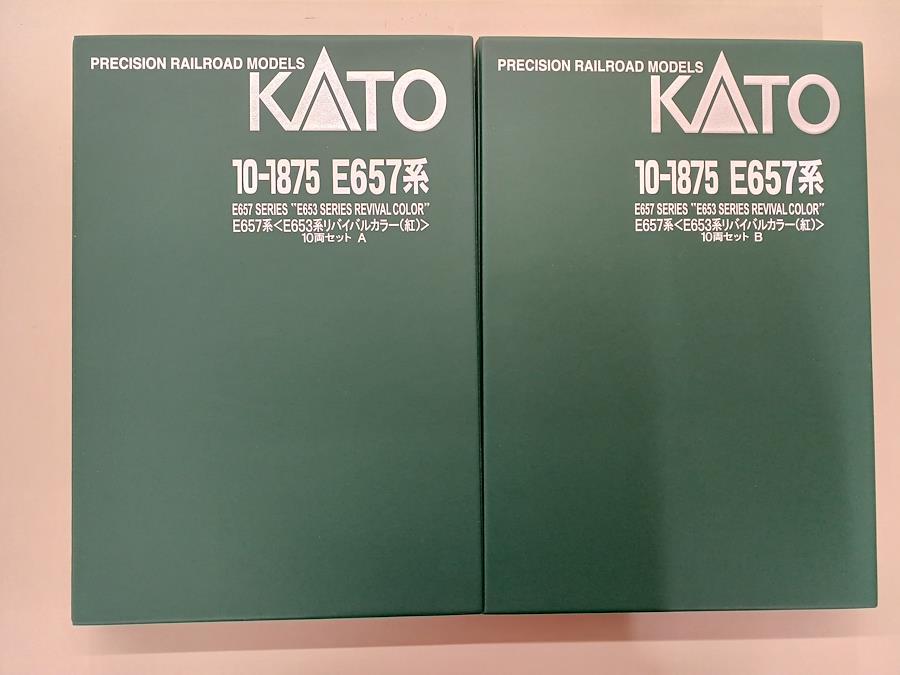 PRECISION RAILROAD MODELS
KATO
10-1875 E657系
E657 SERIES "E653 SERIES REVIVAL COLOR"
E657系<E653系リバイバルカラー(紅)>
10両セット A
PRECISION RAILROAD MODELS
KATO
10-1875 E657系
E657 SERIES "E653 SERIES REVIVAL COLOR"
E657系<E653系リバイバルカラー(紅)>
10両セット B